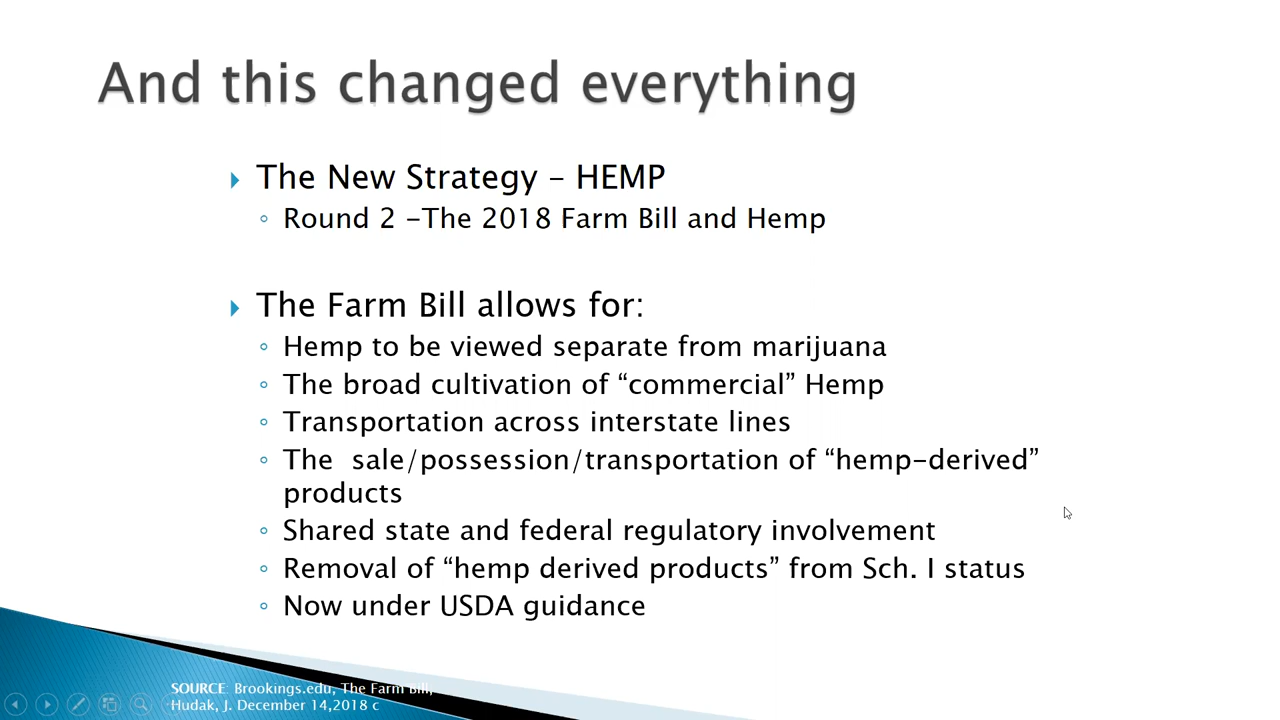 And this changed everything
The New Strategy – HEMP
Round 2 –The 2018 Farm Bill and Hemp
The Farm Bill allows for:
Hemp to be viewed separate from marijuana
The broad cultivation of “commercial” Hemp
Transportation across interstate lines
The  sale/possession/transportation of “hemp-derived”
products
Shared state and federal regulatory involvement
Removal of “hemp derived products” from Sch. I status
Now under USDA guidance
SOURCE: Brookings.edu, The Farm Bill,
Hudak, J. December 14,2018 c